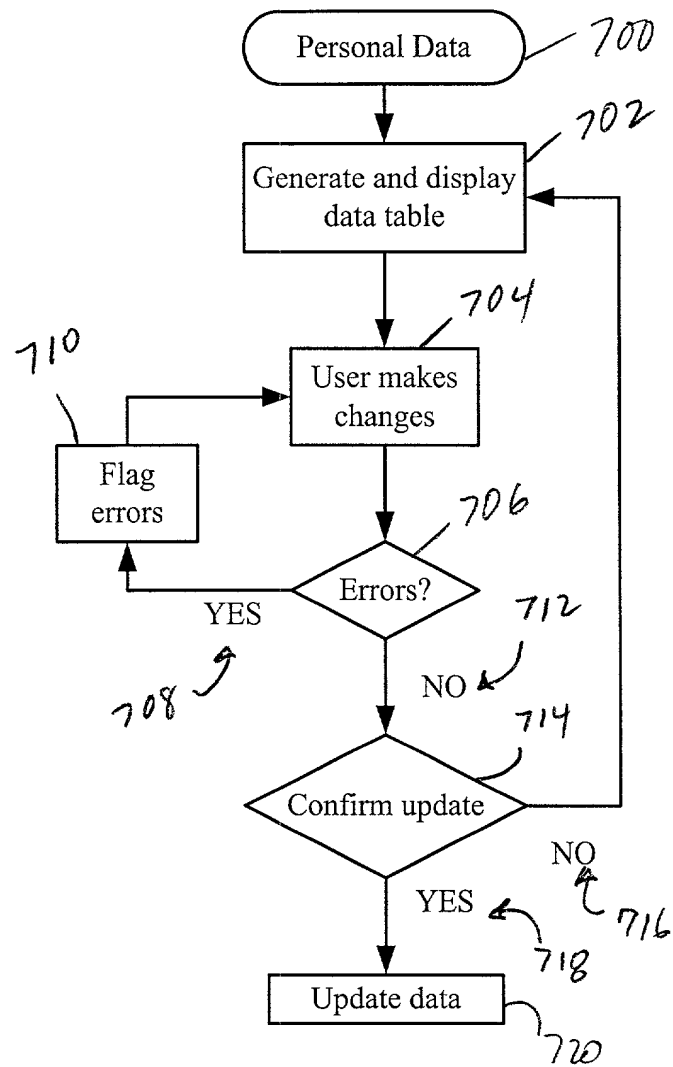 Personal Data
700
702
Generate and display
data table
704
710
User makes
changes
Flag
errors
706
Errors?
YES
708
712
NO
714
Confirm update
NO
716
YES
718
Update data
720